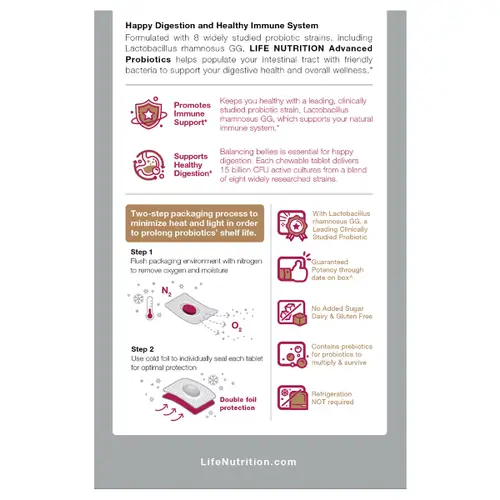 Happy Digestion and Healthy Immune System
Formulated with 8 widely studied probiotic strains, including
Lactobacillus rhamnosus GG, LIFE NUTRITION Advanced
Probiotics helps populate your intestinal tract with friendly
bacteria to support your digestive health and overall wellness.*
Promotes
Immune
Support*
Keeps you healthy with a leading, clinically
studied probiotic strain, Lactobacillus
rhamnosus GG, which supports your natural
immune system.*
Supports
Healthy
Digestion*
Balancing bellies is essential for happy
digestion. Each chewable tablet delivers
15 billion CFU active cultures from a blend
of eight widely researched strains.
Two-step packaging process to
minimize heat and light in order
to prolong probiotics' shelf life.
Step 1
Flush packaging environment with nitrogen
to remove oxygen and moisture
N2
O2
Step 2
Use cold foil to individually seal each tablet
for optimal protection
Double foil
protection
With Lactobacillus
rhamnosus GG, a
Leading Clinically
Studied Probiotic
Guaranteed
Potency through
date on box^
No Added Sugar
Dairy & Gluten Free
Contains prebiotics
for probiotics to
multiply & survive
Refrigeration
NOT required
LifeNutrition.com